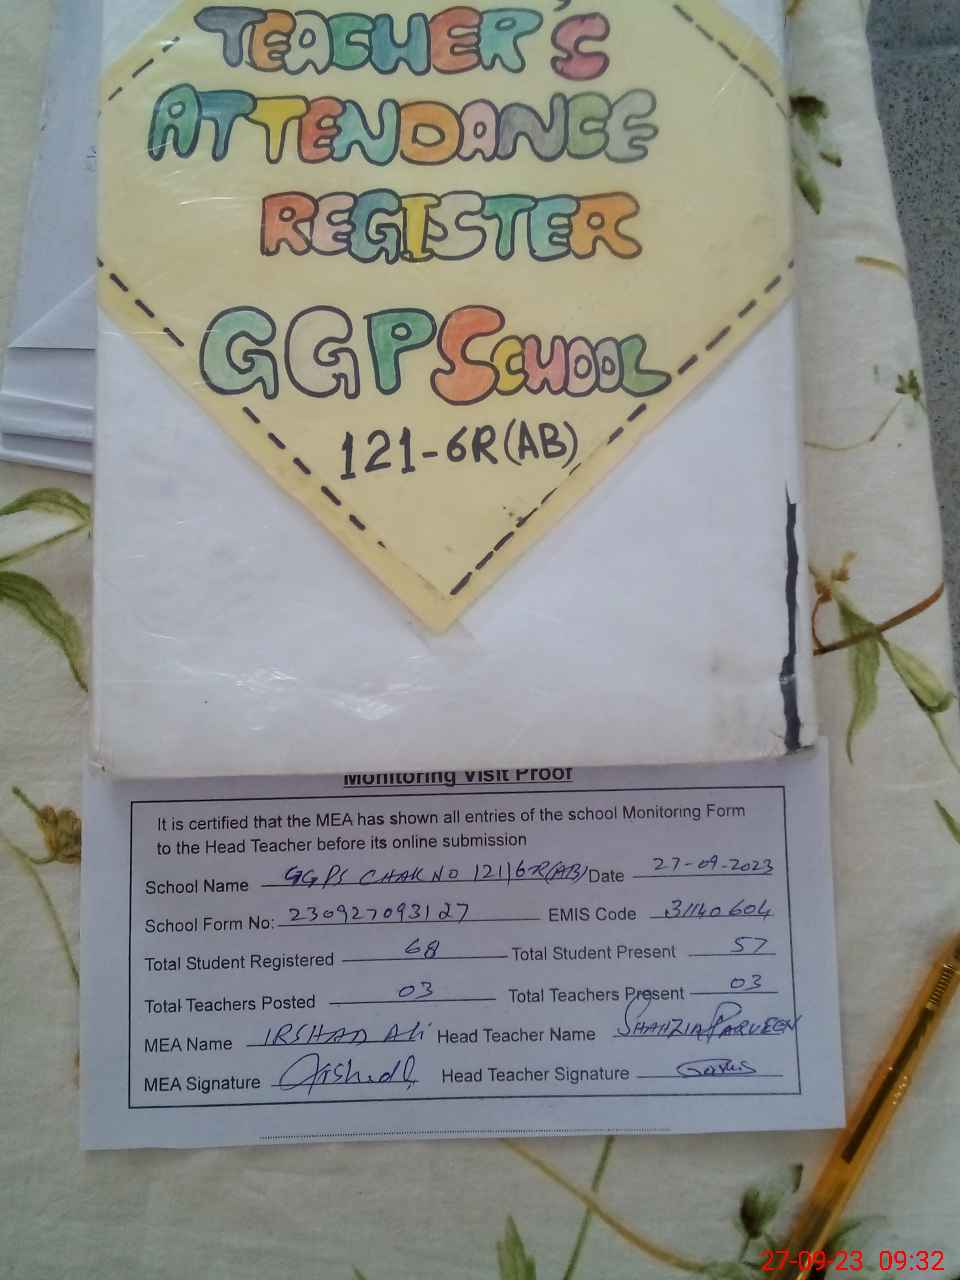 TEACHER'S
ATTENDANCE
REGISTER
GGPSCHOOL
121-6R(AB)
Monitoring Visit Proof
It is certified that the MEA has shown all entries of the school Monitoring Form
to the Head Teacher before its online submission
School Name GGPS CHAK NO 121/6R(AB) Date 27-09-2023
School Form No: 230927093127 EMIS Code 31140604
Total Student Registered 68 Total Student Present 57
Total Teachers Posted 03 Total Teachers Present 03
MEA Name IRSHAD Ali Head Teacher Name SHAHZIA PARVEEN
MEA Signature Head Teacher Signature
27-09-23 09:32